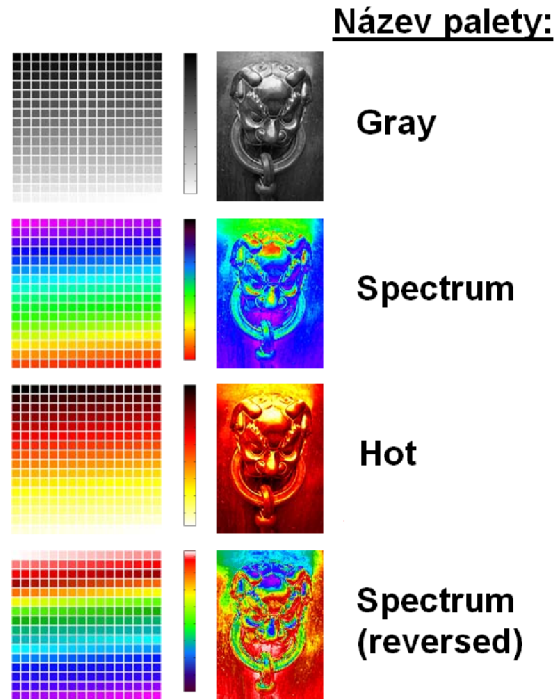 Název palety:
Gray
Spectrum
Hot
Spectrum
(reversed)